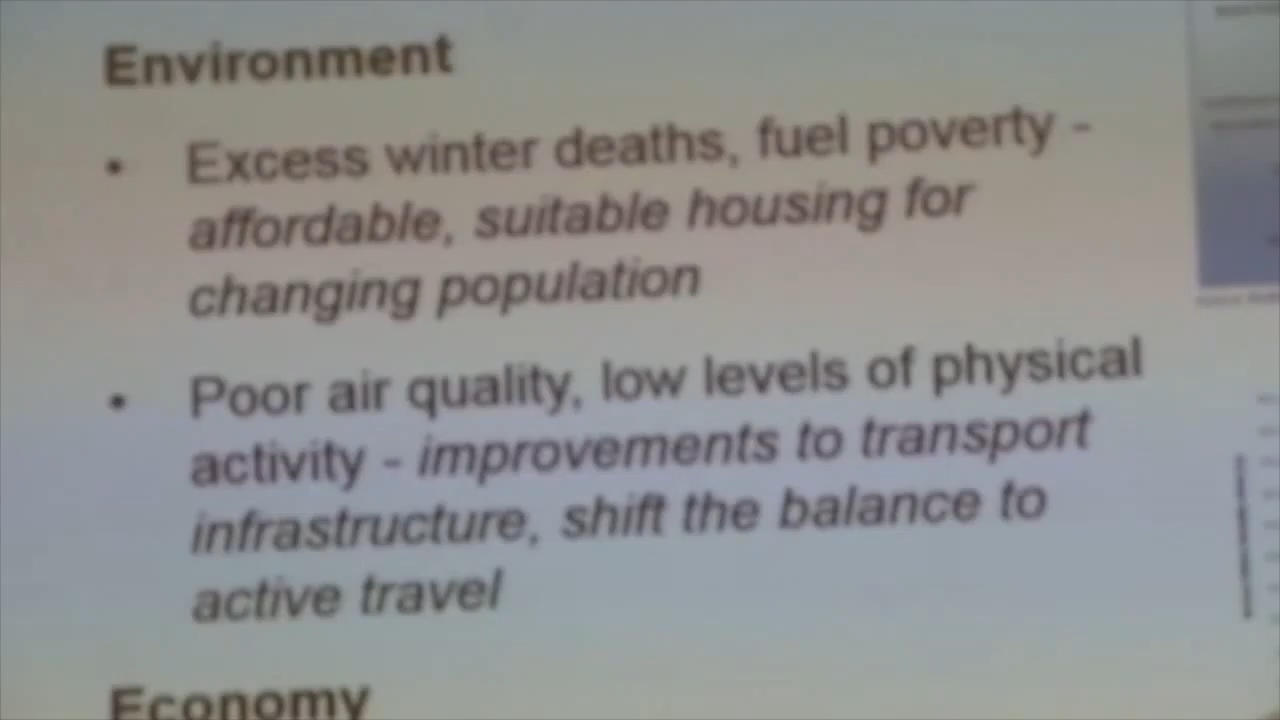 Environment
• Excess winter deaths, fuel poverty -
affordable, suitable housing for
changing population
• Poor air quality, low levels of physical
activity - improvements to transport
infrastructure, shift the balance to
active travel
Economy